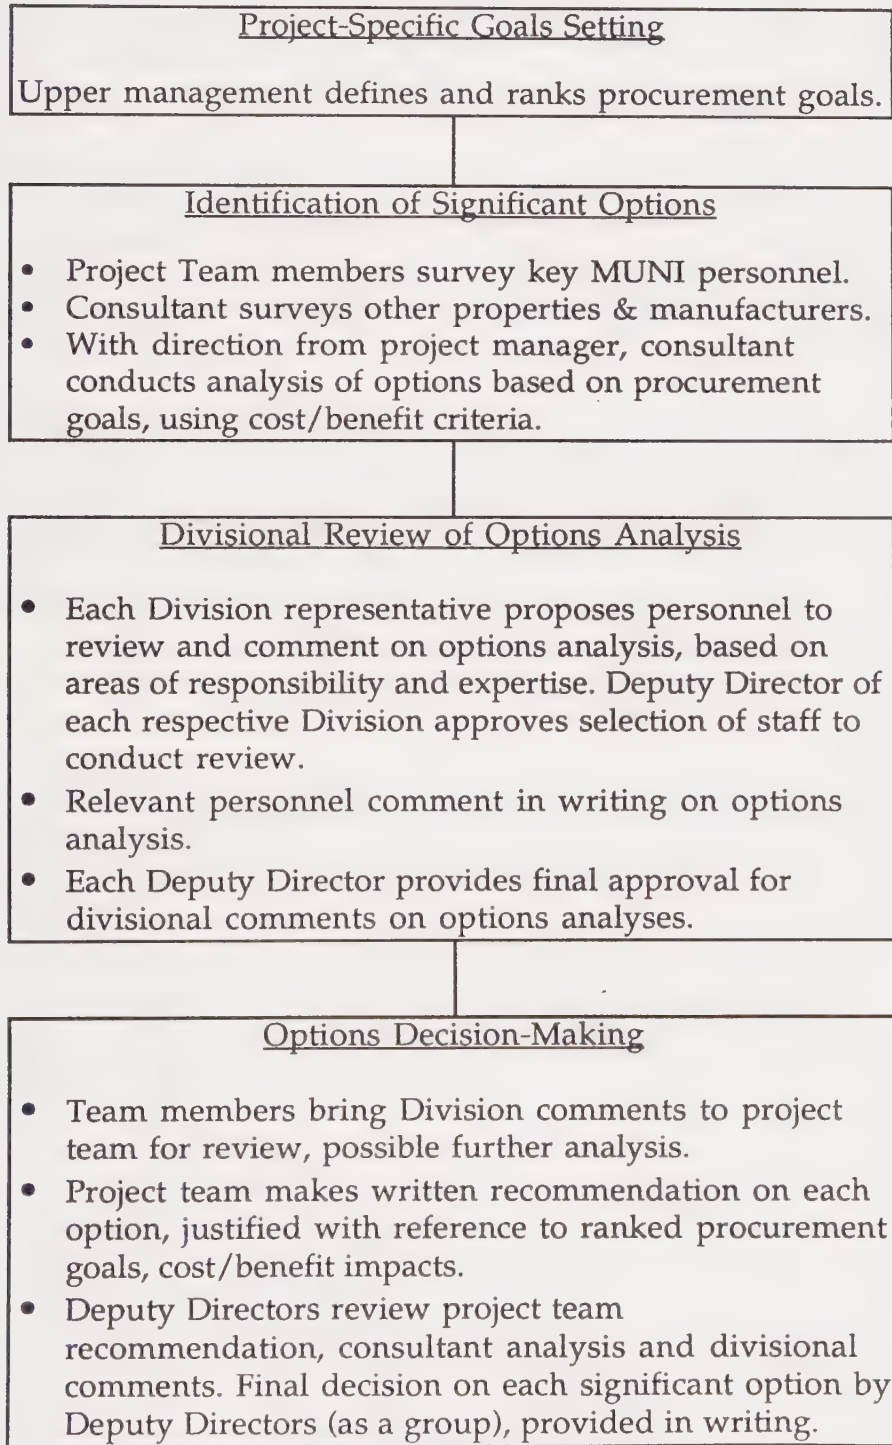 Project-Specific Goals Setting
Upper management defines and ranks procurement goals.
Identification of Significant Options
• Project Team members survey key MUNI personnel.
• Consultant surveys other properties & manufacturers.
• With direction from project manager, consultant
conducts analysis of options based on procurement
goals, using cost/benefit criteria.
Divisional Review of Options Analysis
• Each Division representative proposes personnel to
review and comment on options analysis, based on
areas of responsibility and expertise. Deputy Director of
each respective Division approves selection of staff to
conduct review.
• Relevant personnel comment in writing on options
analysis.
• Each Deputy Director provides final approval for
divisional comments on options analyses.
Options Decision-Making
• Team members bring Division comments to project
team for review, possible further analysis.
• Project team makes written recommendation on each
option, justified with reference to ranked procurement
goals, cost/benefit impacts.
• Deputy Directors review project team
recommendation, consultant analysis and divisional
comments. Final decision on each significant option by
Deputy Directors (as a group), provided in writing.